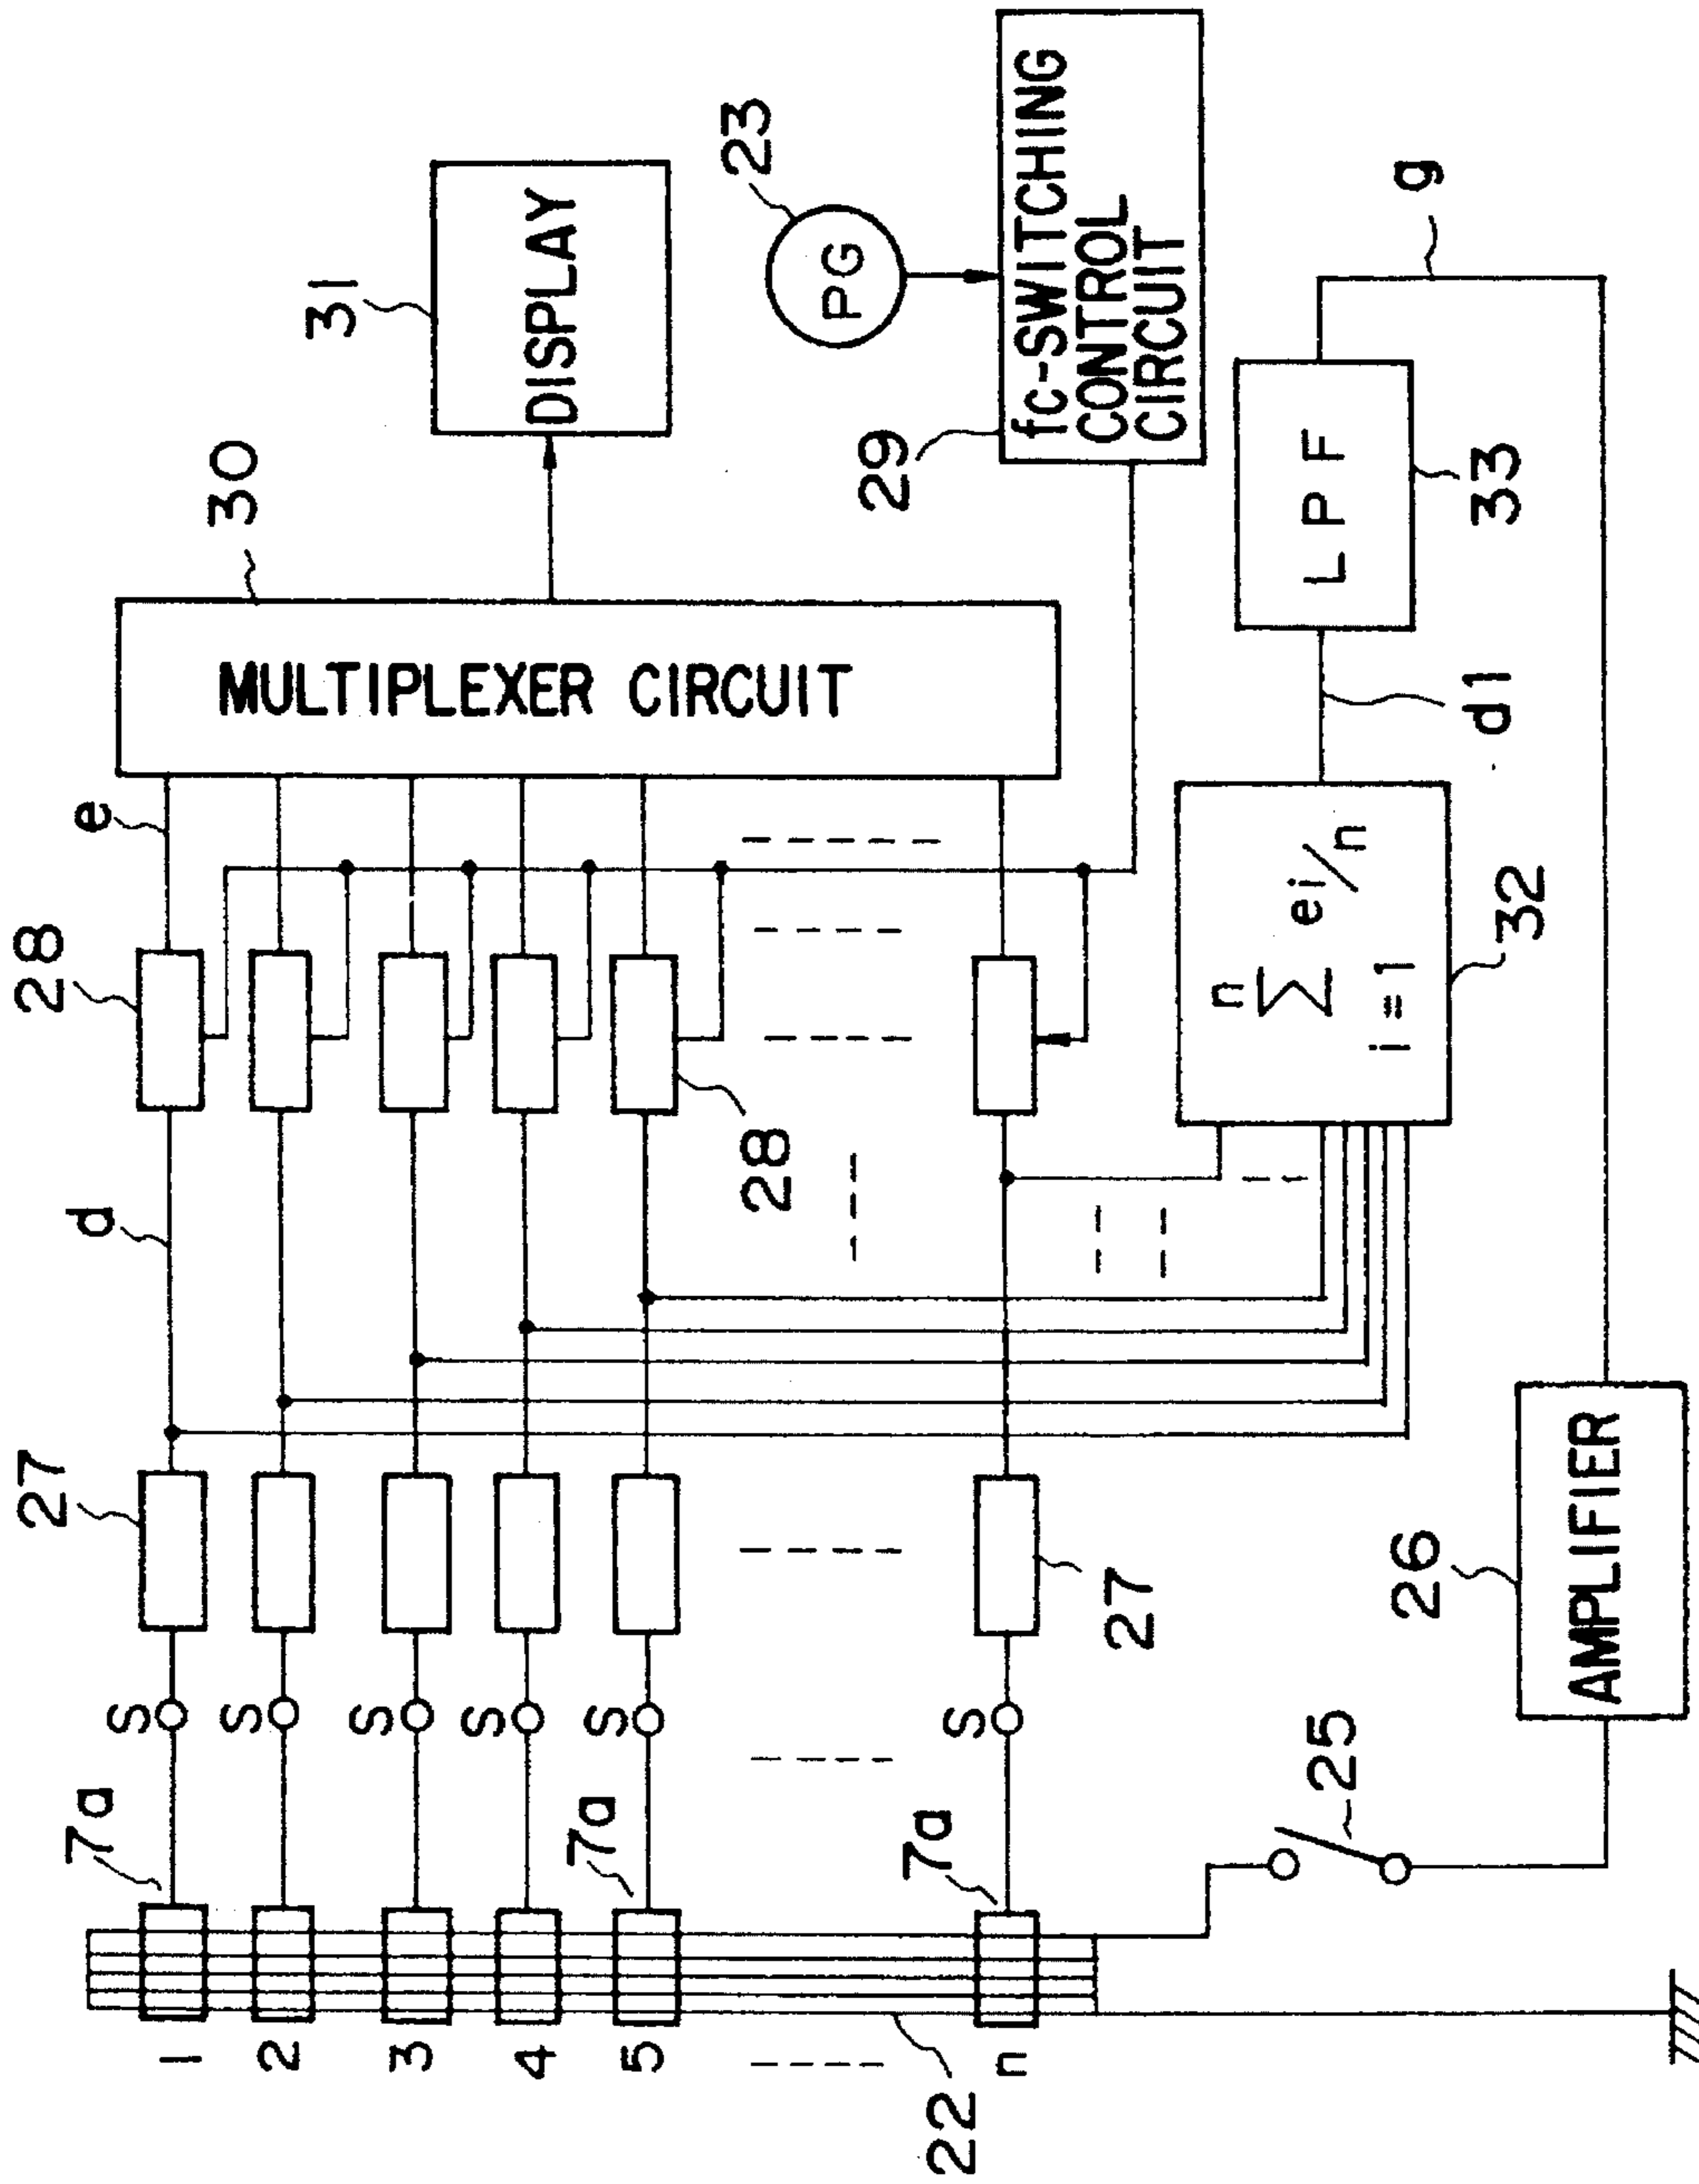 7a
S
27
d
28
e
30
31
1
2
S
3
S
4
S
7a
5
S
28
MULTIPLEXER CIRCUIT
DISPLAY
23
PG
7a
n
S
27
29
fc-SWITCHING
CONTROL
CIRCUIT
22
n
∑ ei/n
i = 1
32
d1
LPF
33
g
25
26
AMPLIFIER